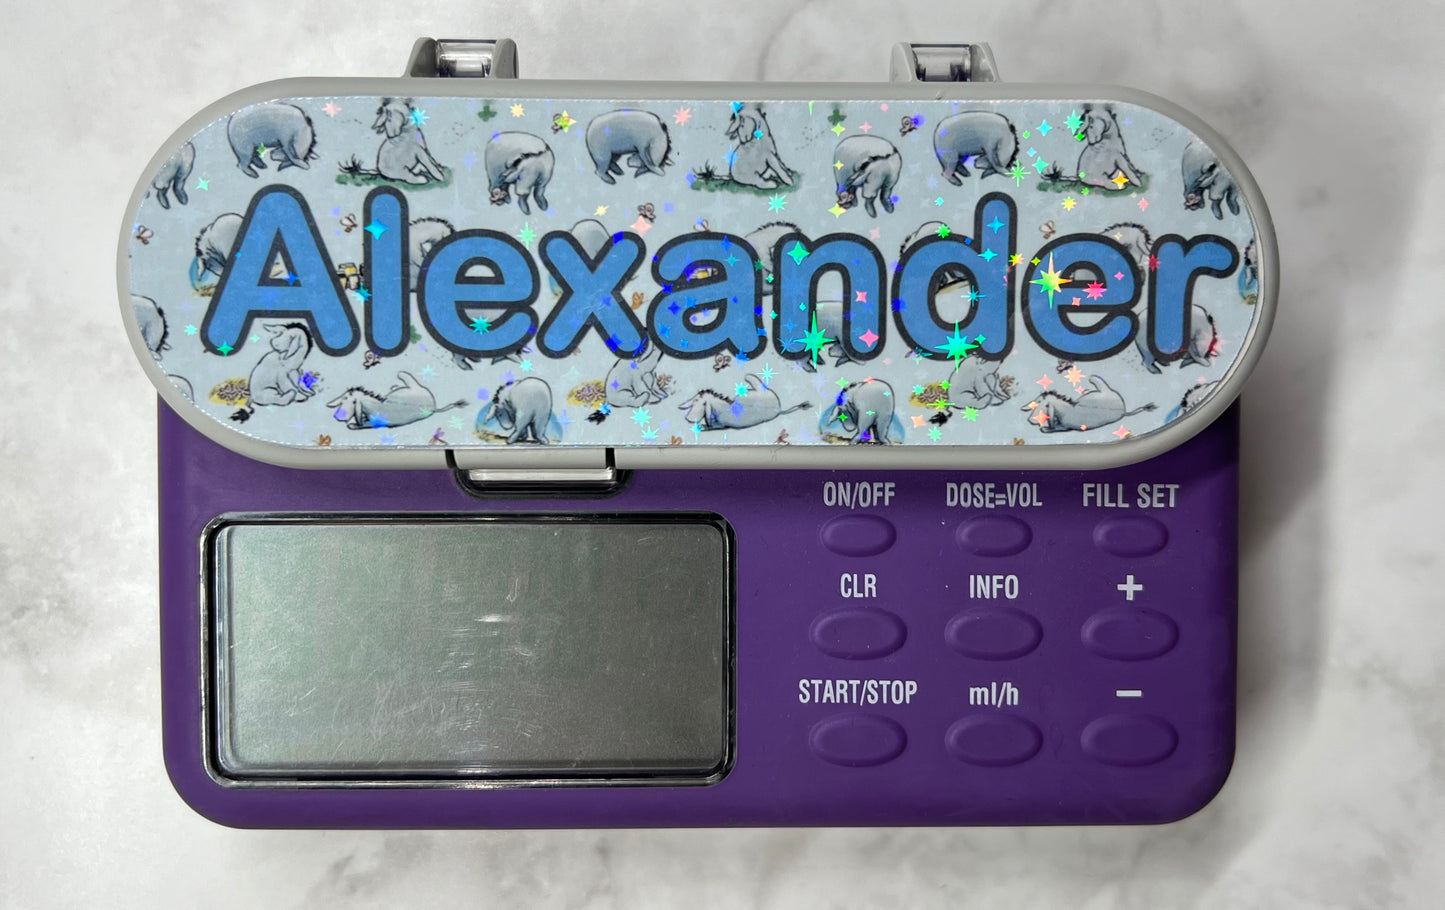 Alexander
ON/OFF DOSE=VOL FILL SET
CLR INFO +
START/STOP ml/h −